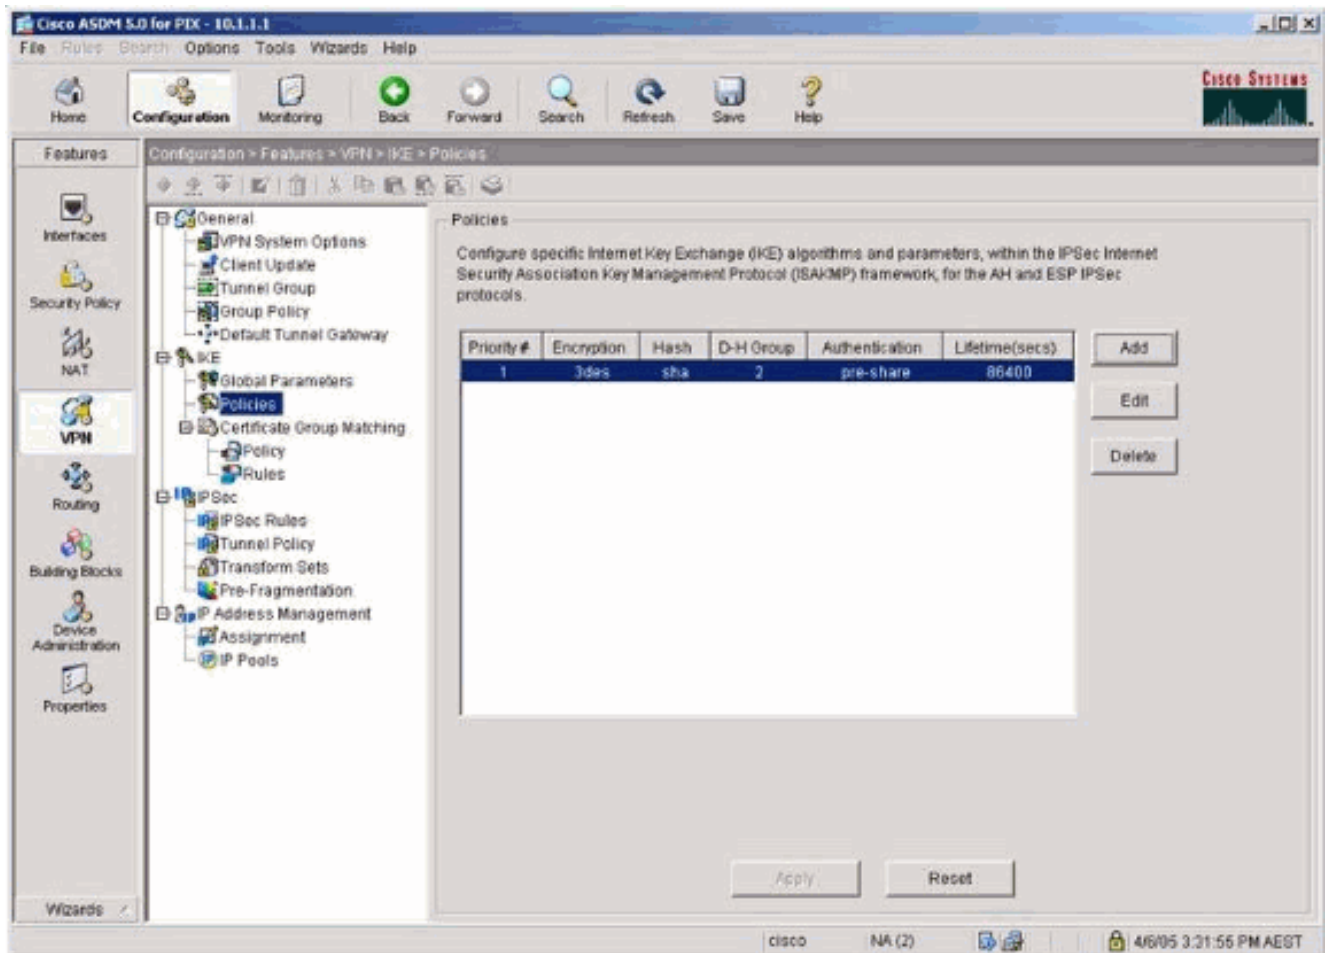 Cisco ASDM 5.0 for PIX - 10.1.1.1
File Rules Search Options Tools Wizards Help
Home Configuration Monitoring Back Forward Search Refresh Save Help
CISCO SYSTEMS
Features
Configuration > Features > VPN > IKE > Policies
Interfaces
Security Policy
NAT
VPN
Routing
Building Blocks
Device
Administration
Properties
Wizards
General
VPN System Options
Client Update
Tunnel Group
Group Policy
Default Tunnel Gateway
IKE
Global Parameters
Policies
Certificate Group Matching
Policy
Rules
IPSec
IPSec Rules
Tunnel Policy
Transform Sets
Pre-Fragmentation
IP Address Management
Assignment
IP Pools
Policies
Configure specific Internet Key Exchange (IKE) algorithms and parameters, within the IPSec Internet
Security Association Key Management Protocol (ISAKMP) framework, for the AH and ESP IPSec
protocols.
Priority # Encryption Hash D-H Group Authentication Lifetime(secs)
1 3des sha 2 pre-share 86400
Add
Edit
Delete
Apply Reset
cisco NA (2) 4/6/05 3:31:55 PM AEST